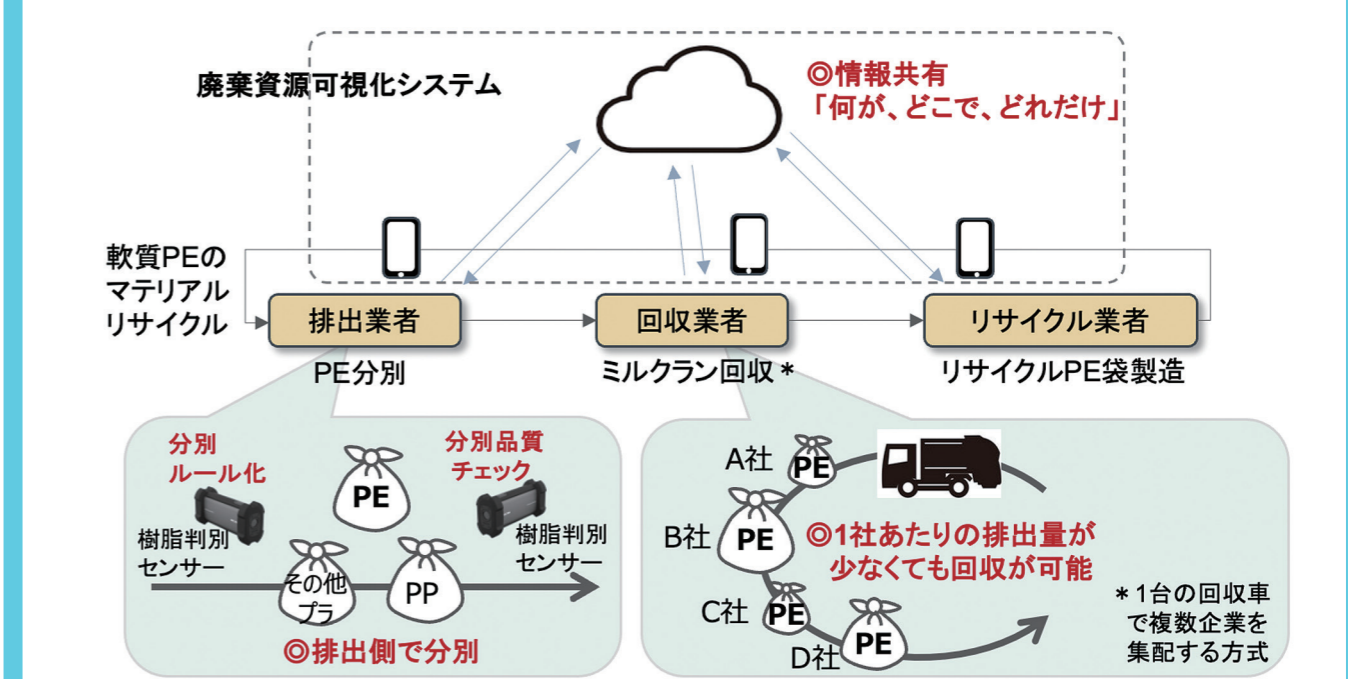 廃棄資源可視化システム
◎情報共有
「何が、どこで、どれだけ」
軟質PEの
マテリアル
リサイクル
排出業者
回収業者
リサイクル業者
PE分別
ミルクラン回収*
リサイクルPE袋製造
分別
ルール化
分別品質
チェック
PE
樹脂判別
センサー
樹脂判別
センサー
その他
プラ
PP
◎排出側で分別
A社
PE
B社
PE
◎1社あたりの排出量が
少なくても回収が可能
C社
PE
D社
PE
*1台の回収車
で複数企業を
集配する方式